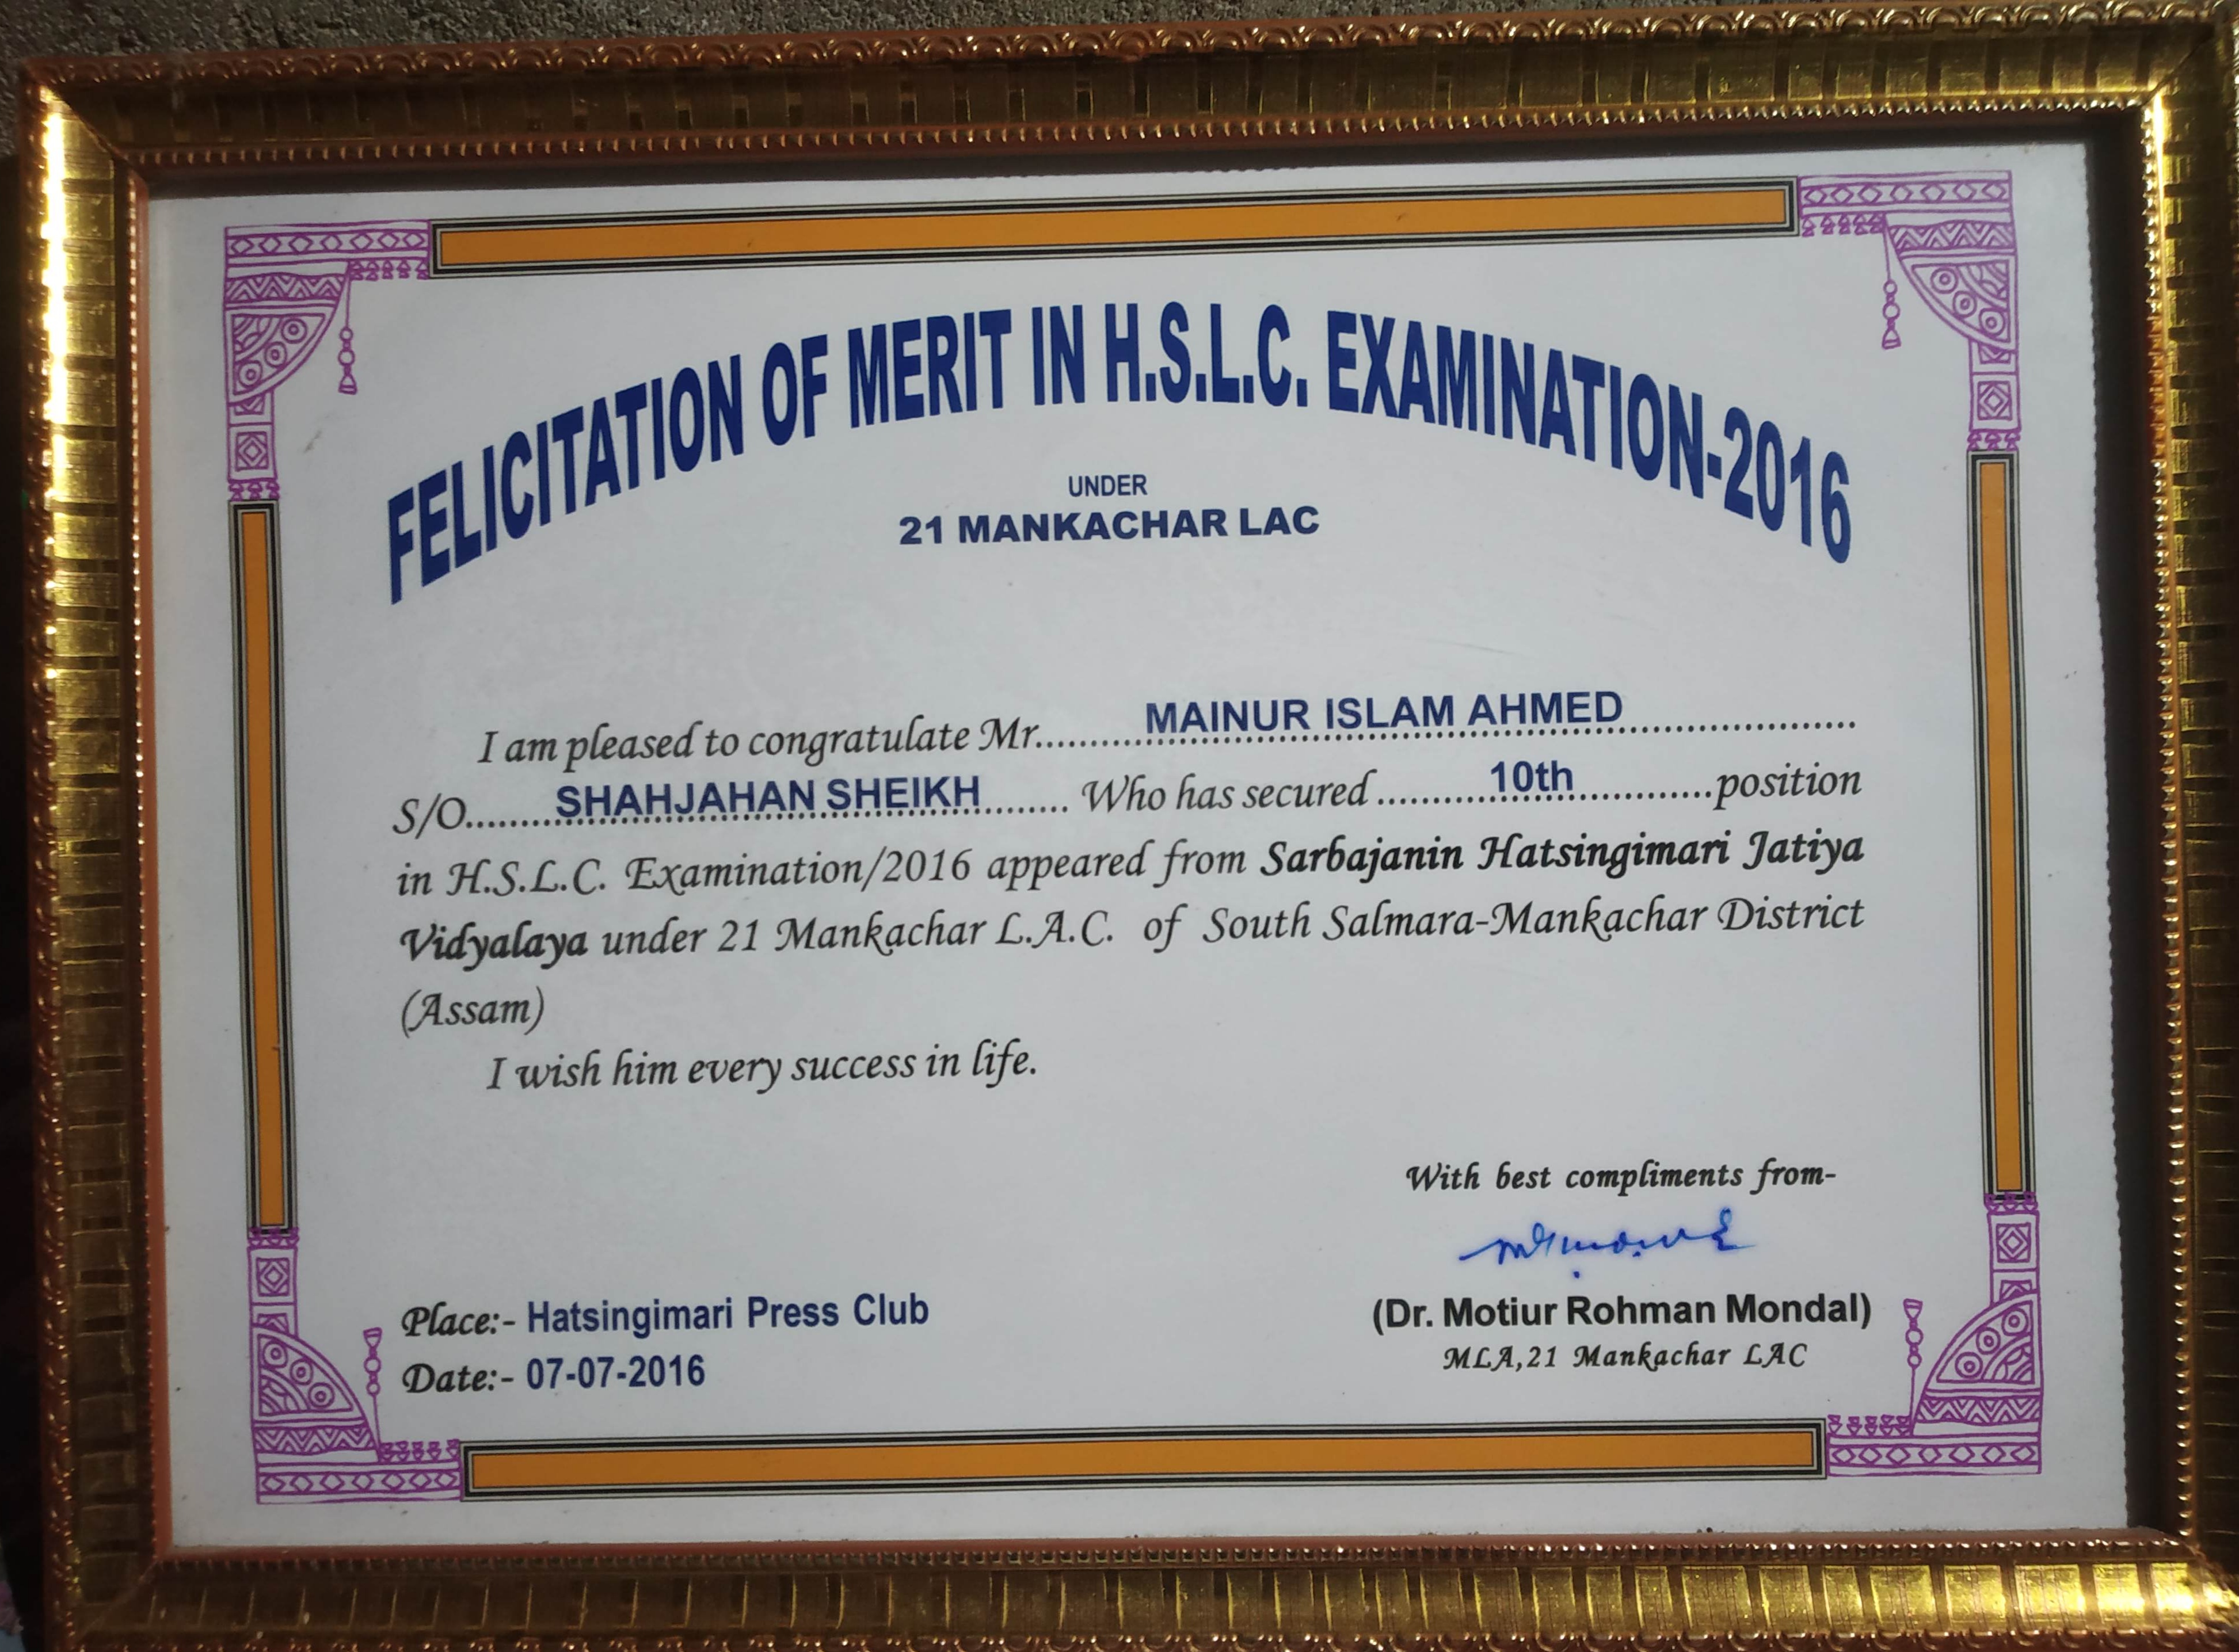 FELICITATION OF MERIT IN H.S.L.C. EXAMINATION-2016
UNDER
21 MANKACHAR LAC
I am pleased to congratulate Mr. MAINUR ISLAM AHMED
S/O SHAHJAHAN SHEIKH Who has secured 10th position
in H.S.L.C. Examination/2016 appeared from Sarbajanin Hatsingimari Jatiya
Vidyalaya under 21 Mankachar L.A.C. of South Salmara-Mankachar District
(Assam)
I wish him every success in life.
With best compliments from-
(Dr. Motiur Rohman Mondal)
MLA,21 Mankachar LAC
Place:- Hatsingimari Press Club
Date:- 07-07-2016